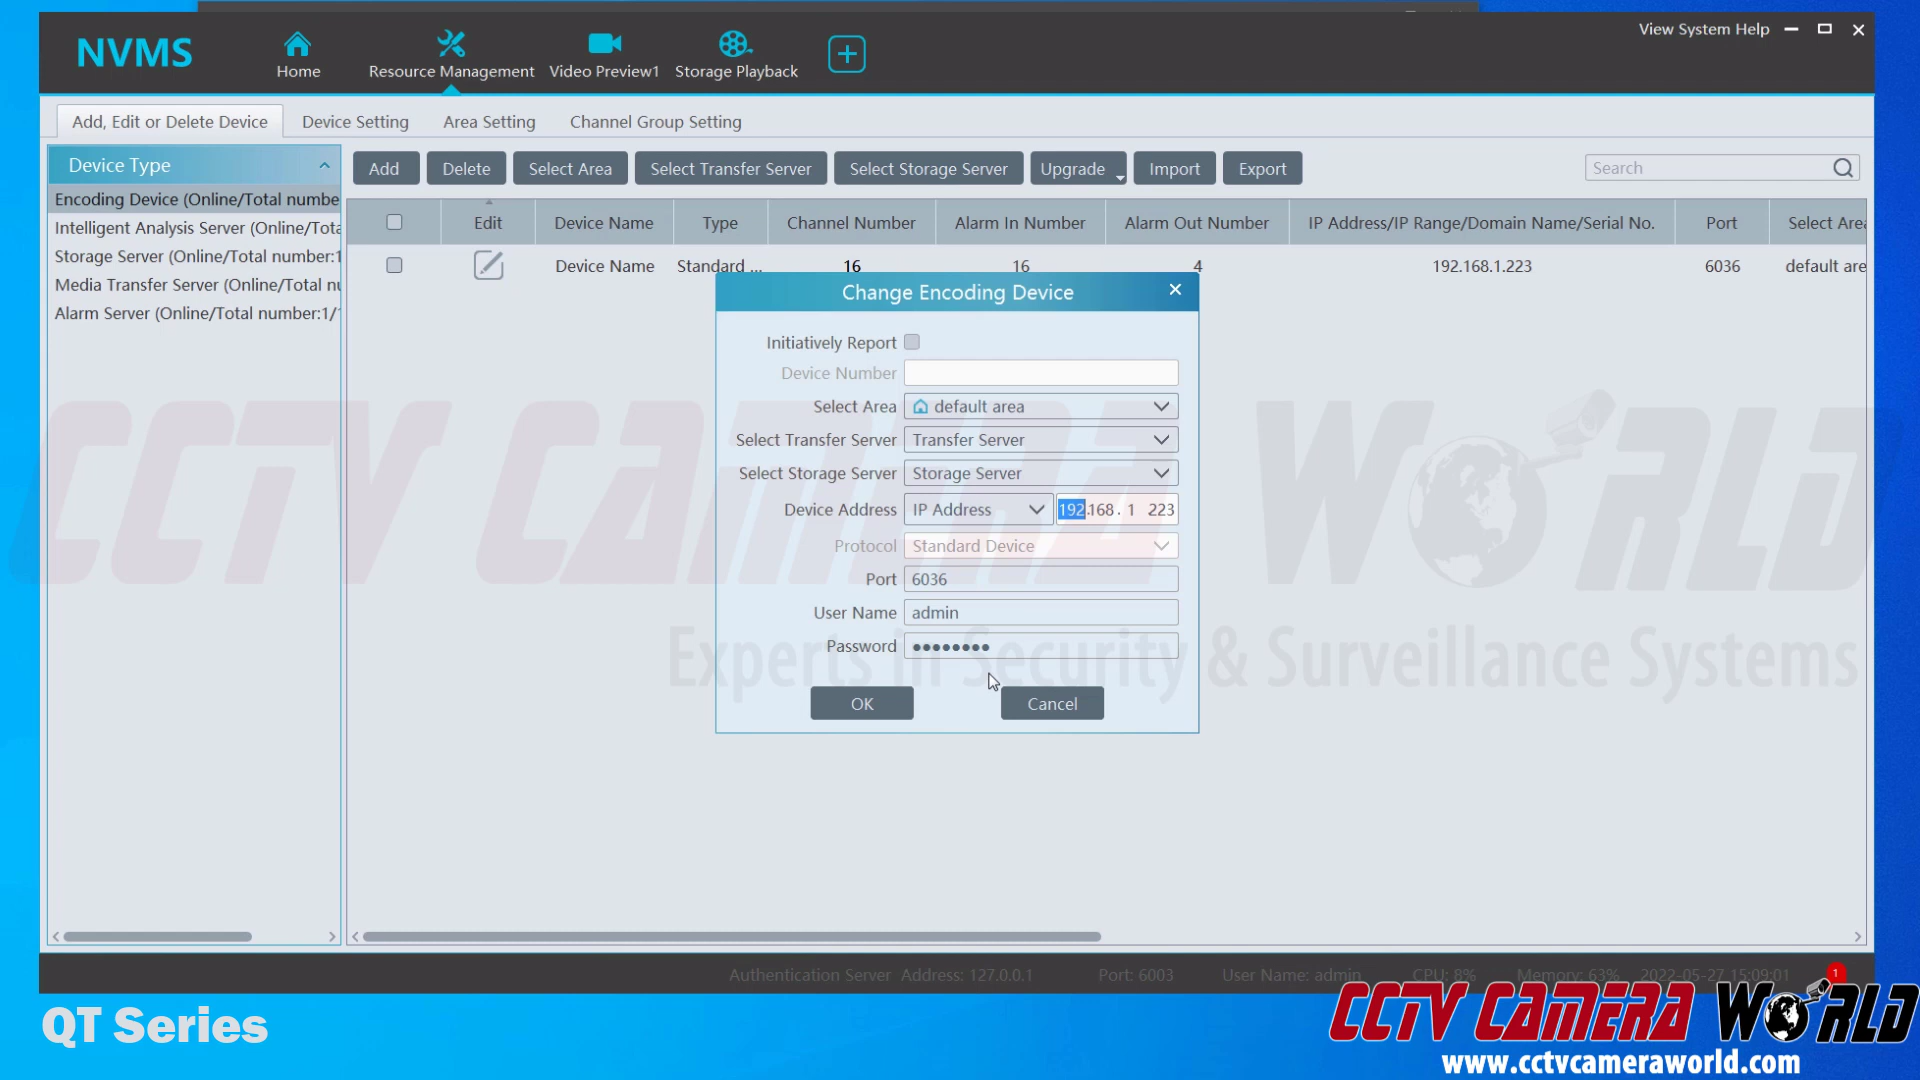 View System Help
NVMS
Home
Resource Management
Video Preview1
Storage Playback
Add, Edit or Delete Device
Device Setting
Area Setting
Channel Group Setting
Device Type
Encoding Device (Online/Total numbe
Intelligent Analysis Server (Online/Tota
Storage Server (Online/Total number:1
Media Transfer Server (Online/Total nu
Alarm Server (Online/Total number:1/1
Add
Delete
Select Area
Select Transfer Server
Select Storage Server
Upgrade
Import
Export
Search
Edit
Device Name
Type
Channel Number
Alarm In Number
Alarm Out Number
IP Address/IP Range/Domain Name/Serial No.
Port
Select Area
Device Name
Standard ...
16
16
4
192.168.1.223
6036
default are
Change Encoding Device
Initiatively Report
Device Number
Select Area default area
Select Transfer Server Transfer Server
Select Storage Server Storage Server
Device Address IP Address 192.168. 1 223
Protocol Standard Device
Port 6036
User Name admin
Password ••••••••
OK
Cancel
CCTV CAMERA WORLD
Experts in Security & Surveillance Systems
Authentication Server Address: 127.0.0.1 Port: 6003 User Name: admin CPU: 8% Memory: 63% 2022-05-27 15:09:01
1
QT Series
CCTV CAMERA WORLD
www.cctvcameraworld.com